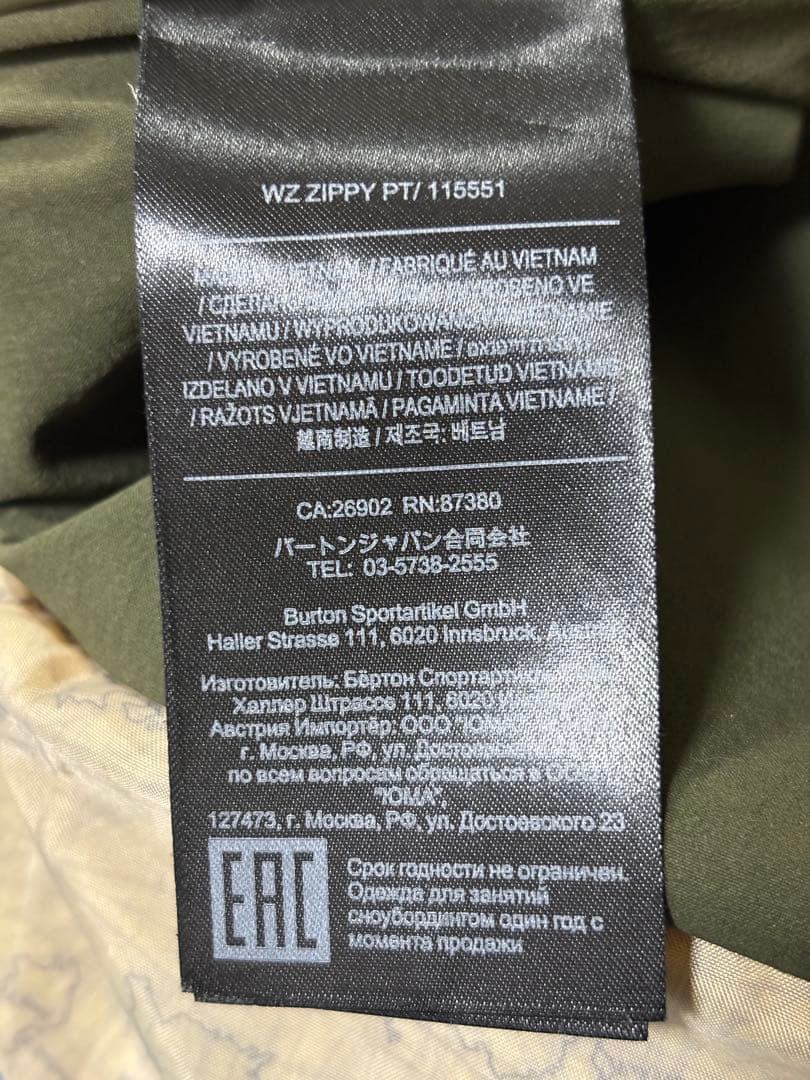 WZ ZIPPY PT/ 115551
VIETNAM / FABRIQUÉ AU VIETNAM
VE
VIETNAMU / WYPRODUKOWANO
/ VYROBENÉ VO VIETNAME /
IZDELANO V VIETNAMU / TOODETUD VIETNAMIS
/ RAŽOTS VJETNAMĀ / PAGAMINTA VIETNAME /
越南制造 / 제조국: 베트남
CA:26902 RN:87380
バートンジャパン合同会社
TEL: 03-5738-2555
Burton Sportartikel GmbH
Haller Strasse 111, 6020 Innsbruck,
Изготовитель: Бёртон
Халлер Штрассе 111, 6020
Австрия Импортёр: ООО
г. Москва, РФ, ул.
по всем вопросам обращаться в
"ЮМА",
127473, г. Москва, РФ, ул. Достоевского 23
EAC
Срок годности не ограничен.
Одежда для занятий
сноубордингом один год с
момента продажи